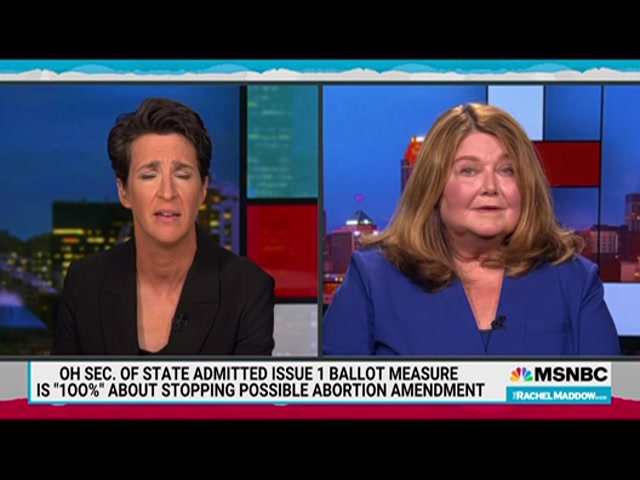 OH SEC. OF STATE ADMITTED ISSUE 1 BALLOT MEASURE
IS "100%" ABOUT STOPPING POSSIBLE ABORTION AMENDMENT
MSNBC
THE RACHEL MADDOW.COM